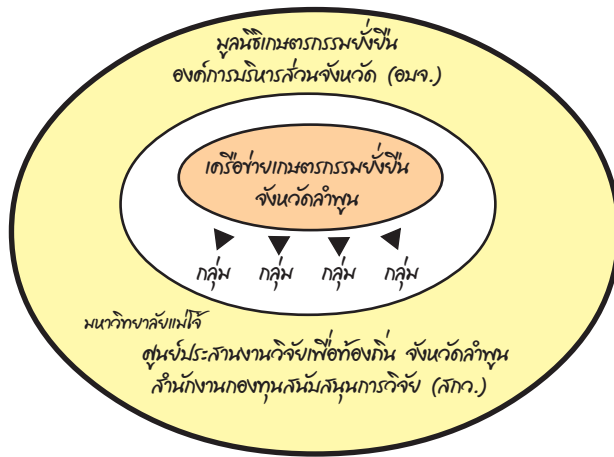 มูลนิธิเกษตรกรรมยั่งยืน
องค์การบริหารส่วนจังหวัด (อบจ.)
เครือข่ายเกษตรกรรมยั่งยืน
จังหวัดลำพูน
กลุ่ม กลุ่ม กลุ่ม กลุ่ม
มหาวิทยาลัยแม่โจ้
ศูนย์ประสานงานวิจัยเพื่อท้องถิ่น จังหวัดลำพูน
สำนักงานกองทุนสนับสนุนการวิจัย (สกว.)